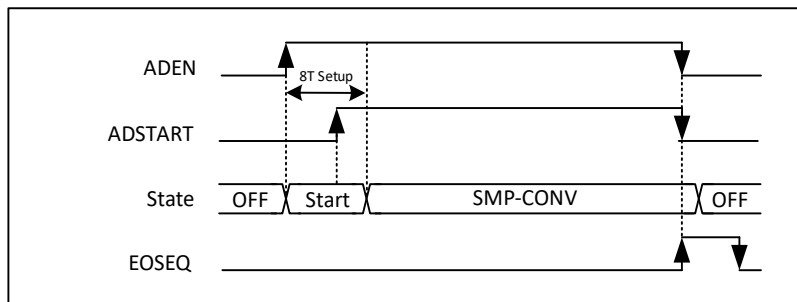 ADEN
8T Setup
ADSTART
State OFF Start SMP-CONV OFF
EOSEQ